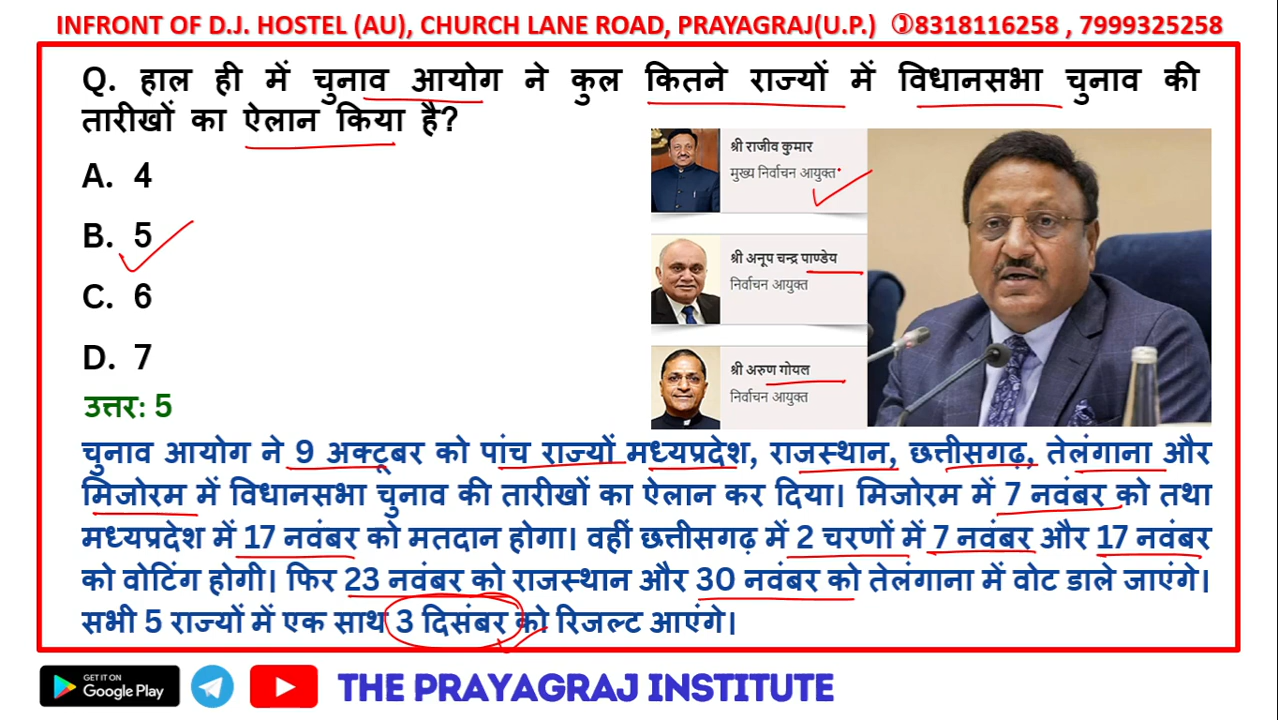 INFRONT OF D.J. HOSTEL (AU), CHURCH LANE ROAD, PRAYAGRAJ(U.P.) ✆8318116258 , 7999325258
Q. हाल ही में चुनाव आयोग ने कुल कितने राज्यों में विधानसभा चुनाव की
तारीखों का ऐलान किया है?
A. 4
B. 5
C. 6
D. 7
उत्तर: 5
श्री राजीव कुमार
मुख्य निर्वाचन आयुक्त
श्री अनूप चन्द्र पाण्डेय
निर्वाचन आयुक्त
श्री अरुण गोयल
निर्वाचन आयुक्त
चुनाव आयोग ने 9 अक्टूबर को पांच राज्यों मध्यप्रदेश, राजस्थान, छत्तीसगढ़, तेलंगाना और
मिजोरम में विधानसभा चुनाव की तारीखों का ऐलान कर दिया। मिजोरम में 7 नवंबर को तथा
मध्यप्रदेश में 17 नवंबर को मतदान होगा। वहीं छत्तीसगढ़ में 2 चरणों में 7 नवंबर और 17 नवंबर
को वोटिंग होगी। फिर 23 नवंबर को राजस्थान और 30 नवंबर को तेलंगाना में वोट डाले जाएंगे।
सभी 5 राज्यों में एक साथ 3 दिसंबर को रिजल्ट आएंगे।
GET IT ON
Google Play
THE PRAYAGRAJ INSTITUTE